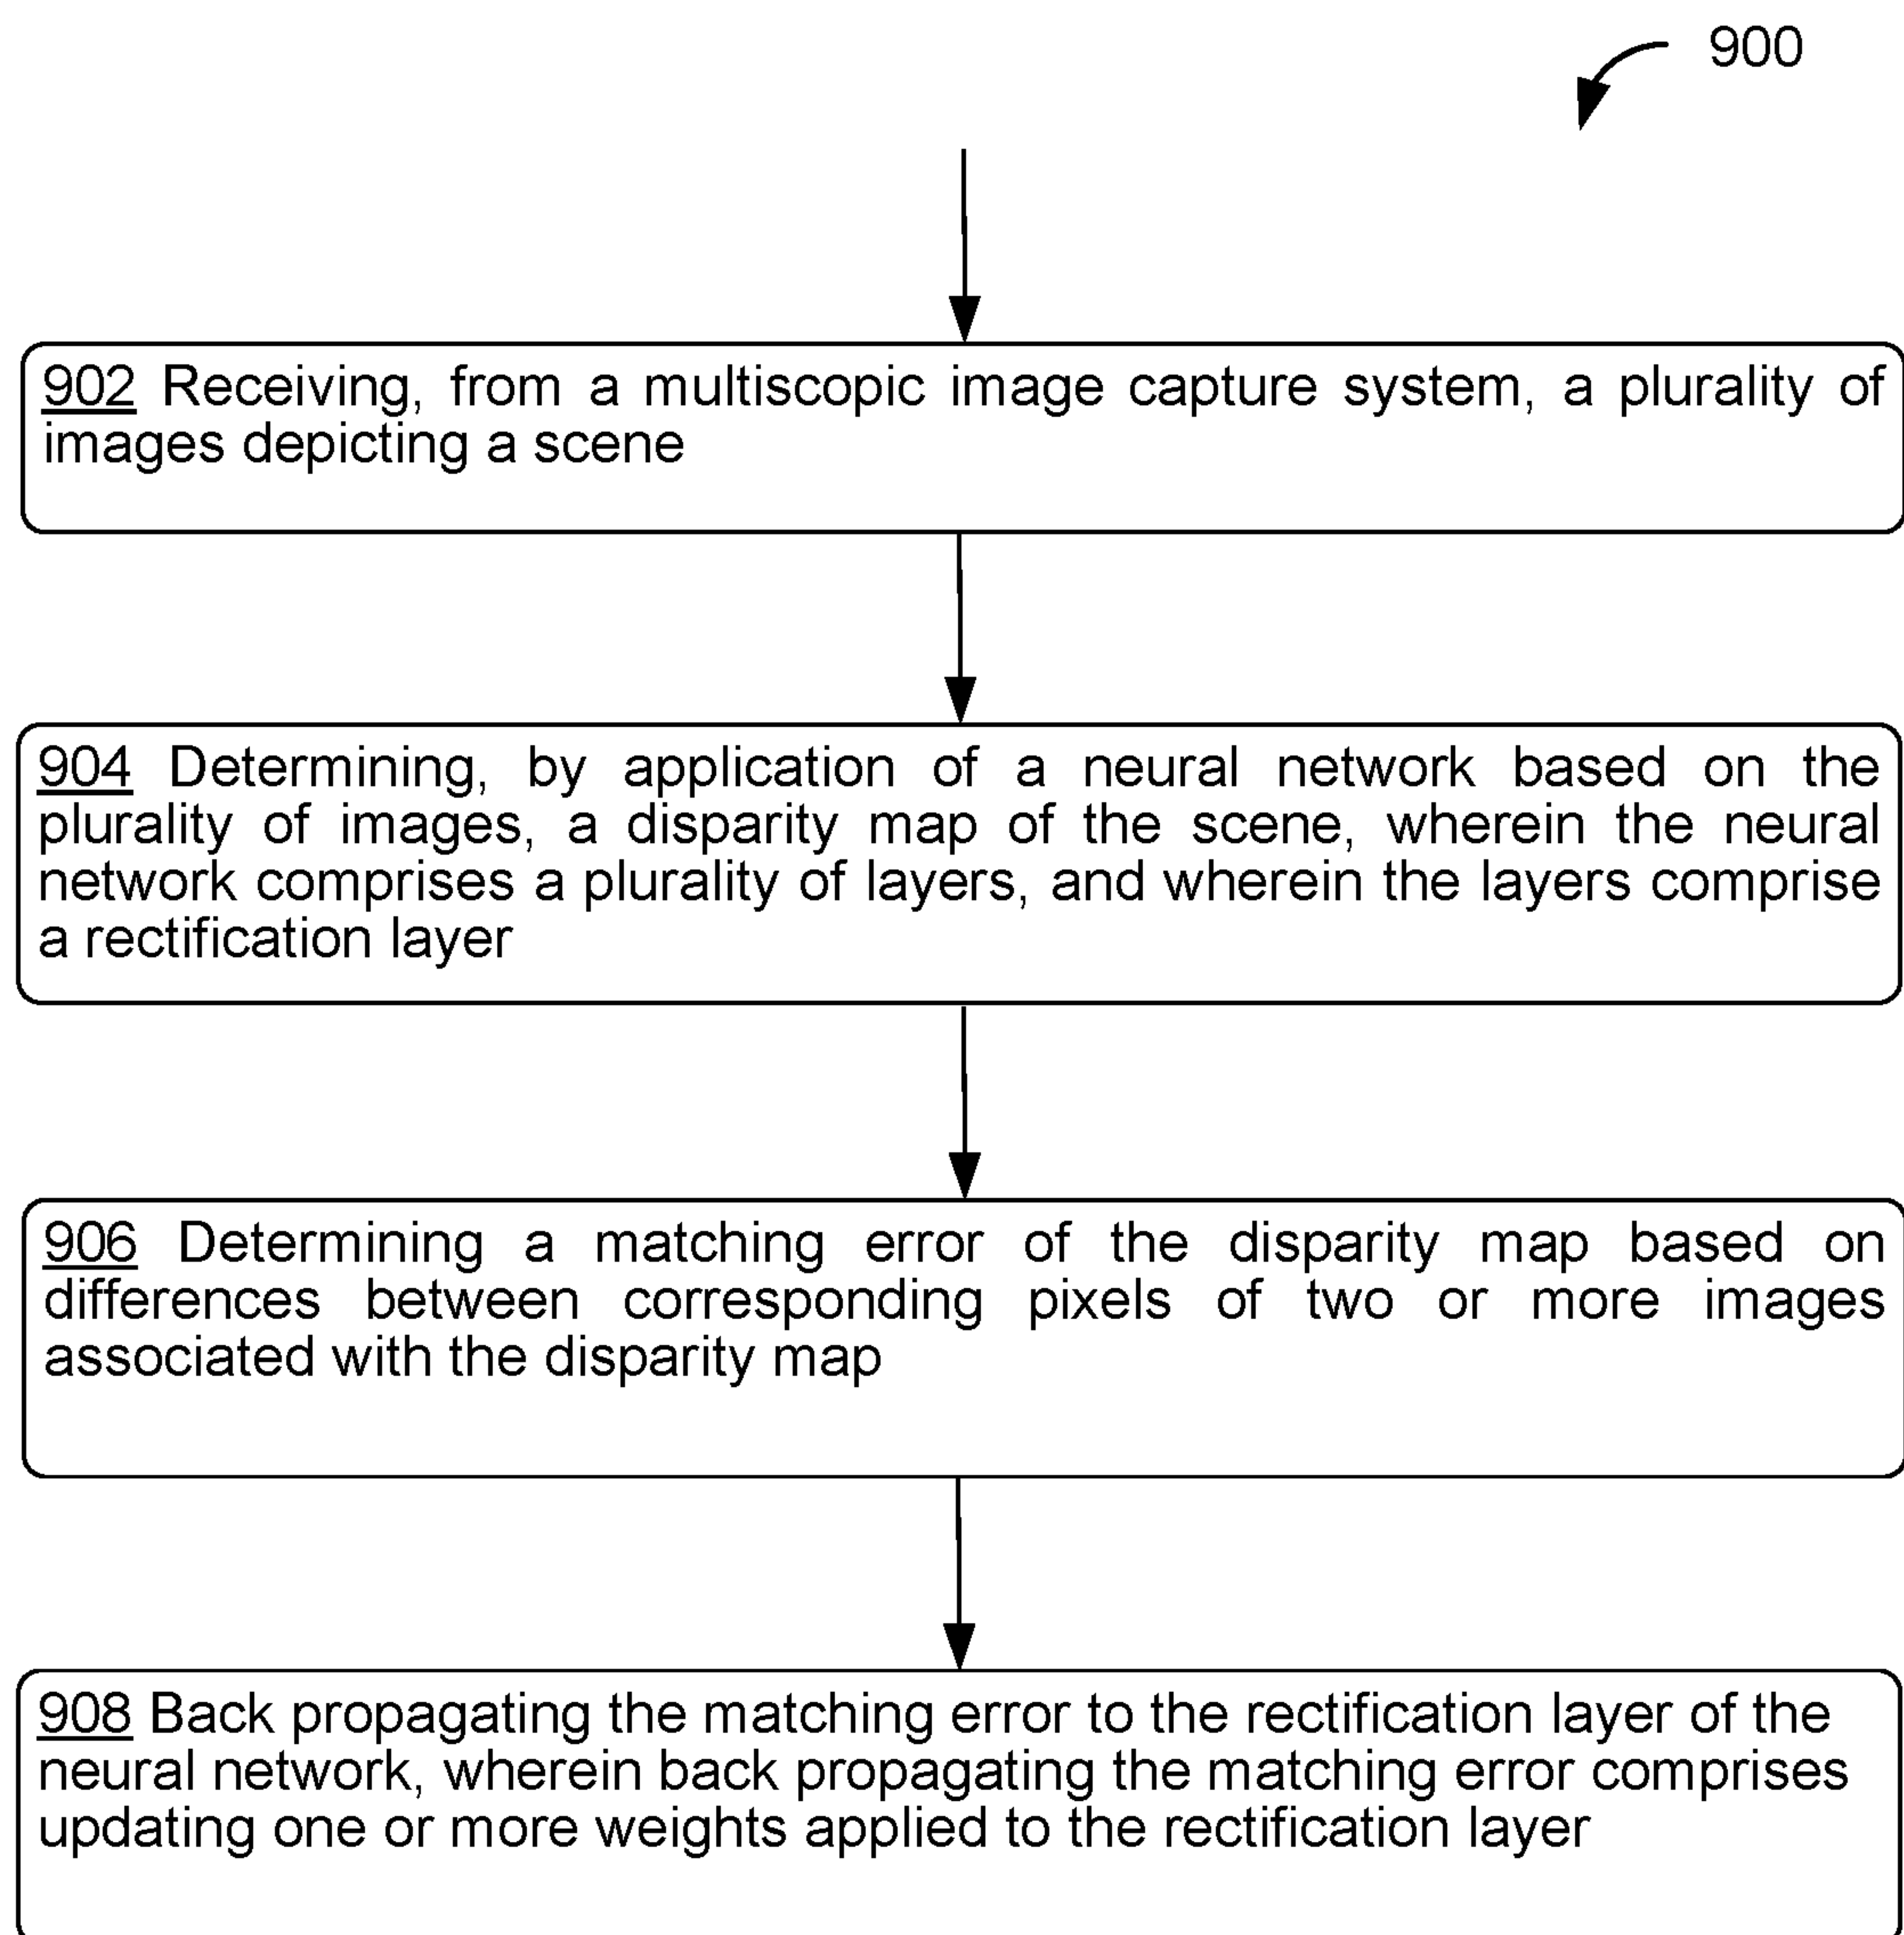 900
902 Receiving, from a multiscopic image capture system, a plurality of
images depicting a scene
904 Determining, by application of a neural network based on the
plurality of images, a disparity map of the scene, wherein the neural
network comprises a plurality of layers, and wherein the layers comprise
a rectification layer
906 Determining a matching error of the disparity map based on
differences between corresponding pixels of two or more images
associated with the disparity map
908 Back propagating the matching error to the rectification layer of the
neural network, wherein back propagating the matching error comprises
updating one or more weights applied to the rectification layer